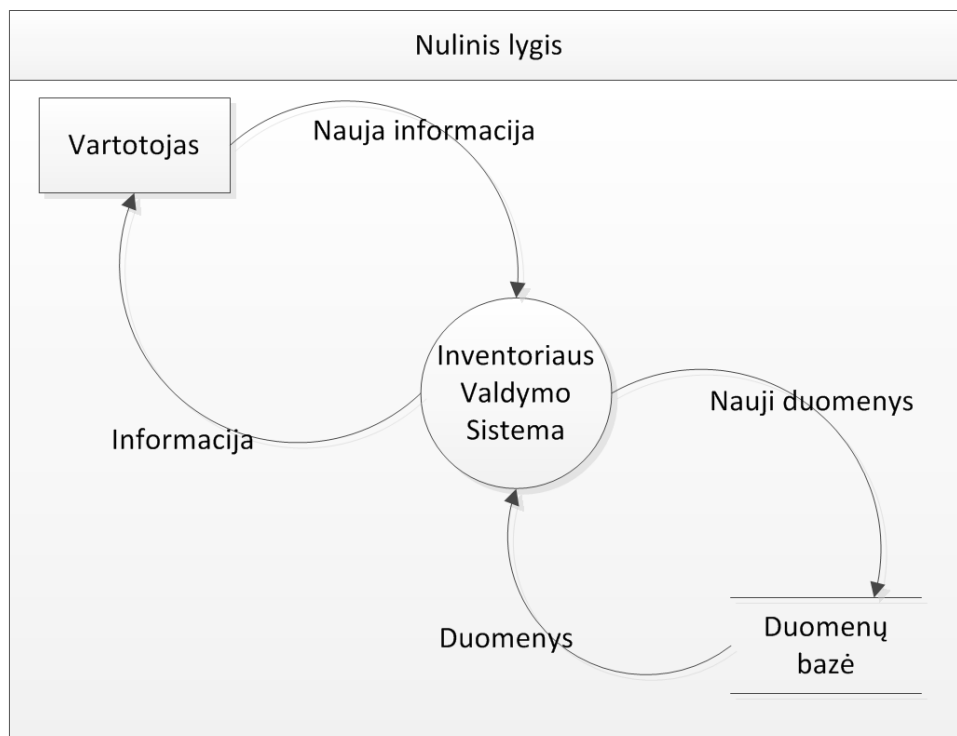 Nulinis lygis
Vartotojas
Nauja informacija
Inventoriaus
Valdymo
Sistema
Informacija
Nauji duomenys
Duomenys
Duomenų
bazė